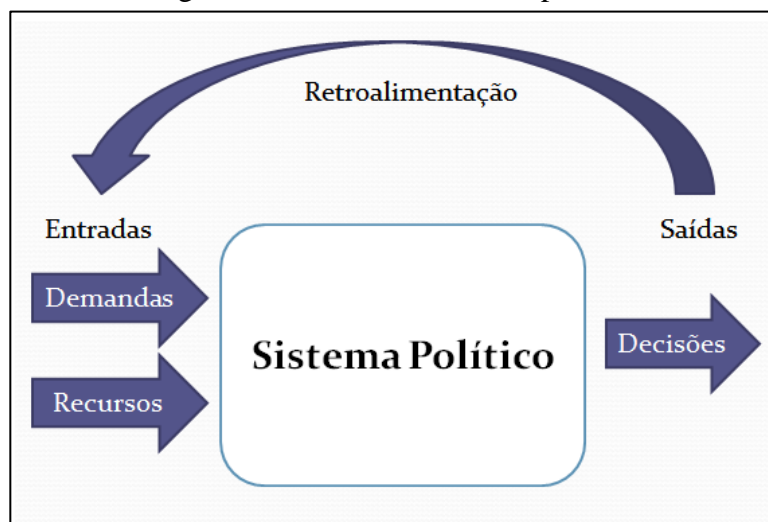 Retroalimentação
Entradas
Saídas
Demandas
Sistema Político
Decisões
Recursos